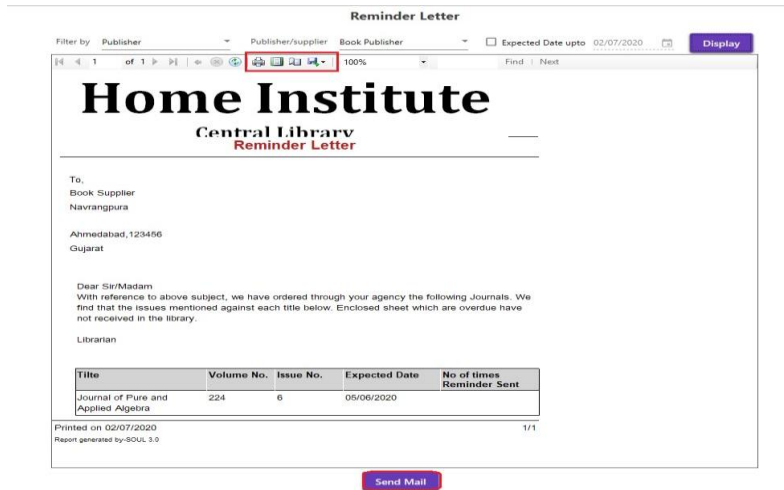 Reminder Letter
Filter by Publisher Publisher/supplier Book Publisher Expected Date upto 02/07/2020 Display
1 of 1 100% Find | Next
Home Institute
Central Library
Reminder Letter
To,
Book Supplier
Navrangpura
Ahmedabad,123456
Gujarat
Dear Sir/Madam
With reference to above subject, we have ordered through your agency the following Journals. We
find that the issues mentioned against each title below. Enclosed sheet which are overdue have
not received in the library.
Librarian
Tilte Volume No. Issue No. Expected Date No of times
Reminder Sent
Journal of Pure and 224 6 05/06/2020
Applied Algebra
Printed on 02/07/2020 1/1
Report generated by-SOUL 3.0
Send Mail